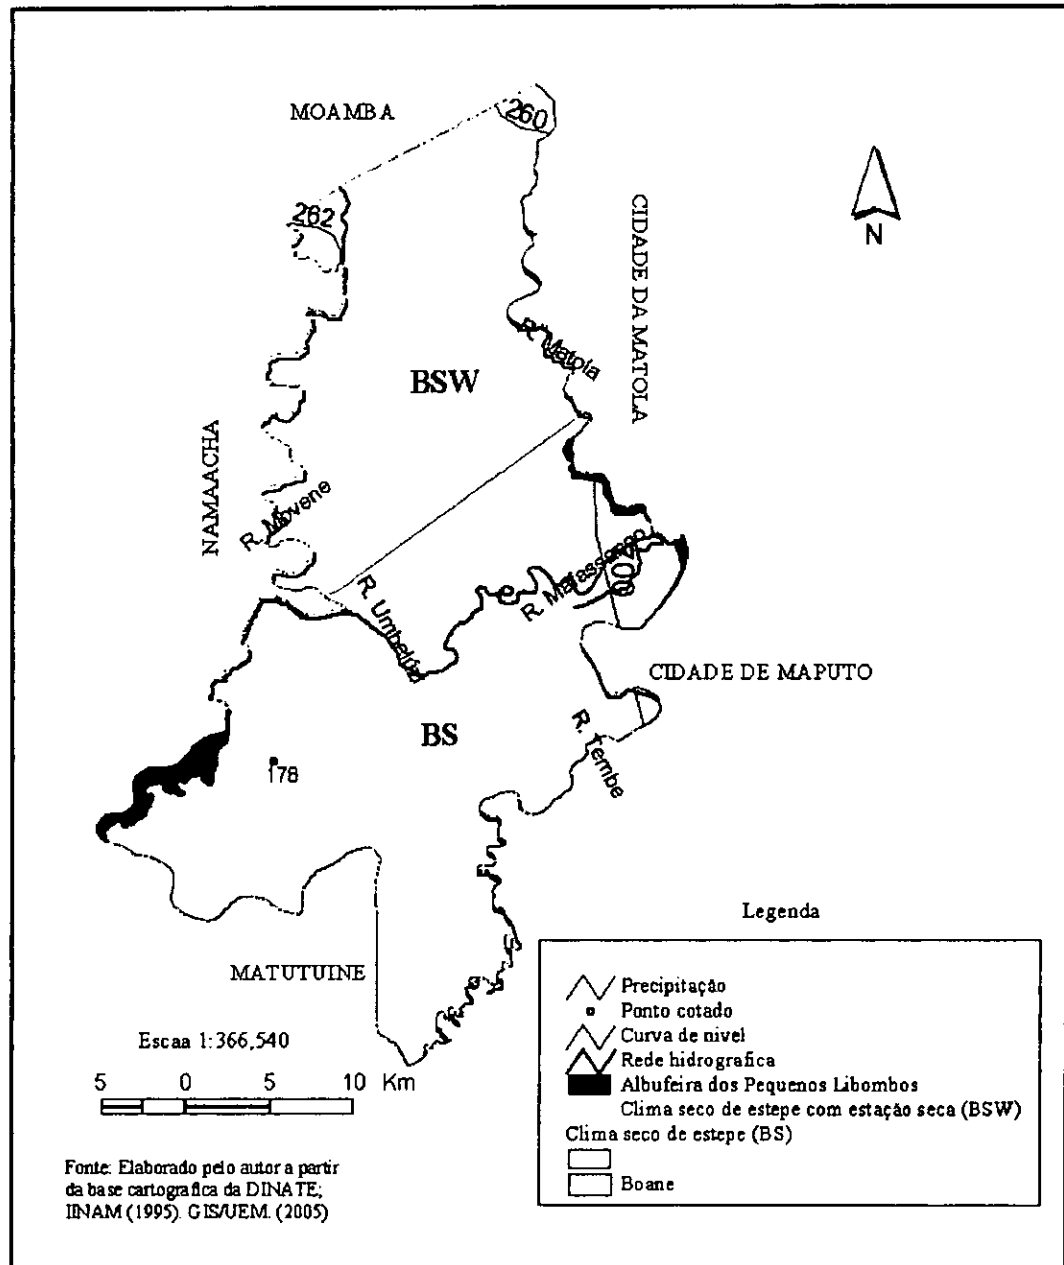 MOAMBA
260
262
N
CIDADE DA MATOLA
R. Matola
BSW
NAMAACHA
R. Movene
R. Umbelúzi
R. Matassanao
200
CIDADE DE MAPUTO
BS
R. Tembe
178
MATUTUINE
Legenda
Precipitação
Ponto cotado
Curva de nivel
Rede hidrografica
Albufeira dos Pequenos Libombos
Clima seco de estepe com estação seca (BSW)
Clima seco de estepe (BS)
Boane
Escaa 1:366,540
5 0 5 10 Km
Fonte: Elaborado pelo autor a partir
da base cartografica da DINATE;
IINAM (1995). GIS/UEM. (2005)